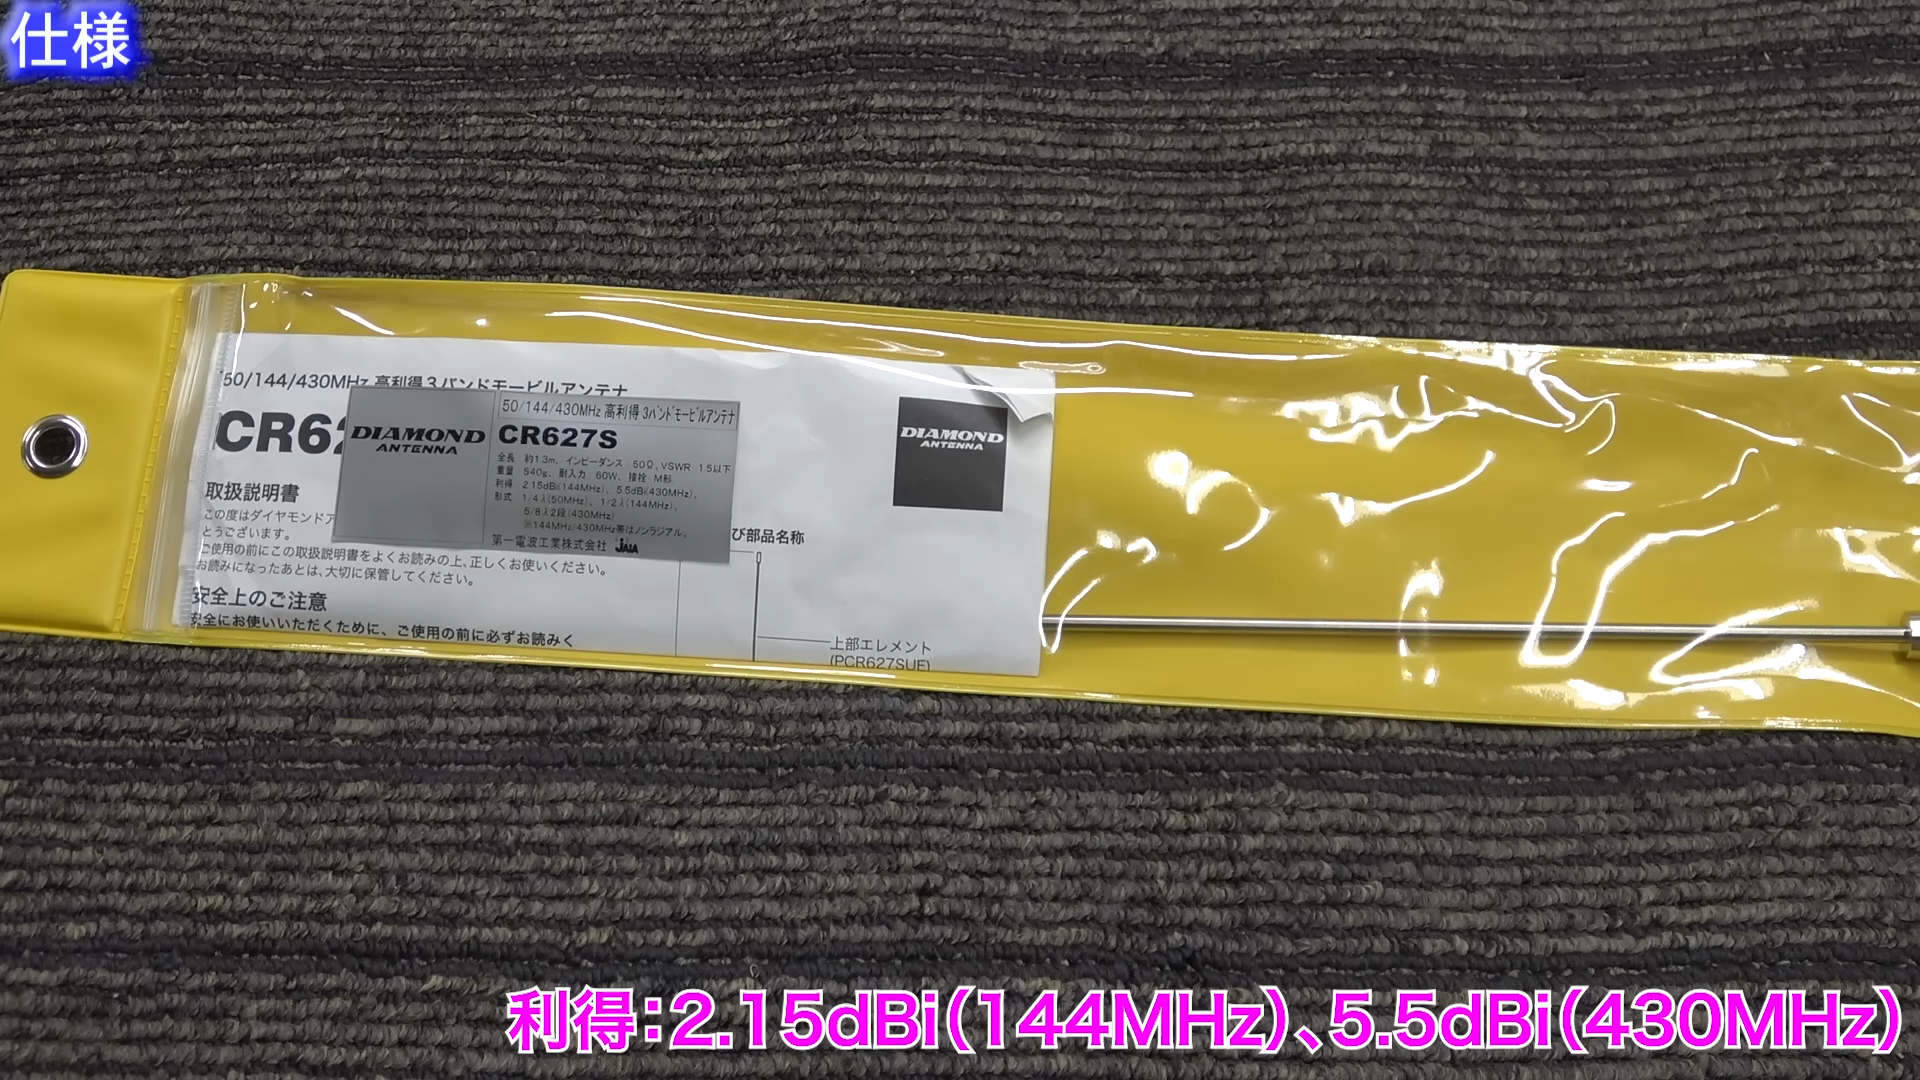 仕様
50/144/430MHz 高利得３バンドモービルアンテナ
CR62
DIAMOND
ANTENNA
50/144/430MHz 高利得 3ﾊﾞﾝﾄﾞﾓｰﾋﾞﾙｱﾝﾃﾅ
CR627S
全長 約1.3m、インピーダンス 50Ω、VSWR 1.5以下
重量 540g、耐入力 60W、接栓 M形
利得 2.15dBi(144MHz)、5.5dBi(430MHz)、
形式 1/4λ(50MHz)、1/2λ(144MHz)、
5/8λ2段(430MHz)
※144MHz/430MHz帯はノンラジアル。
第一電波工業株式会社 JAIA
DIAMOND
ANTENNA
取扱説明書
この度はダイヤモンドア
とうございます。
ご使用の前にこの取扱説明書をよくお読みの上、正しくお使いください。
お読みになったあとは、大切に保管してください。
安全上のご注意
安全にお使いいただくために、ご使用の前に必ずお読みく
び部品名称
上部エレメント
(PCR627SUE)
利得：2.15dBi（144MHz）、5.5dBi（430MHz）